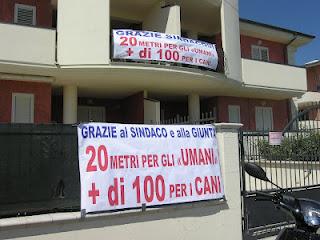 GRAZIE SINDACO
20 METRI PER GLI «UMANI»
+ di 100 PER I CANI
GRAZIE al SINDACO e alla GIUNTA
20 METRI PER GLI «UMANI»
+ di 100 PER I CANI